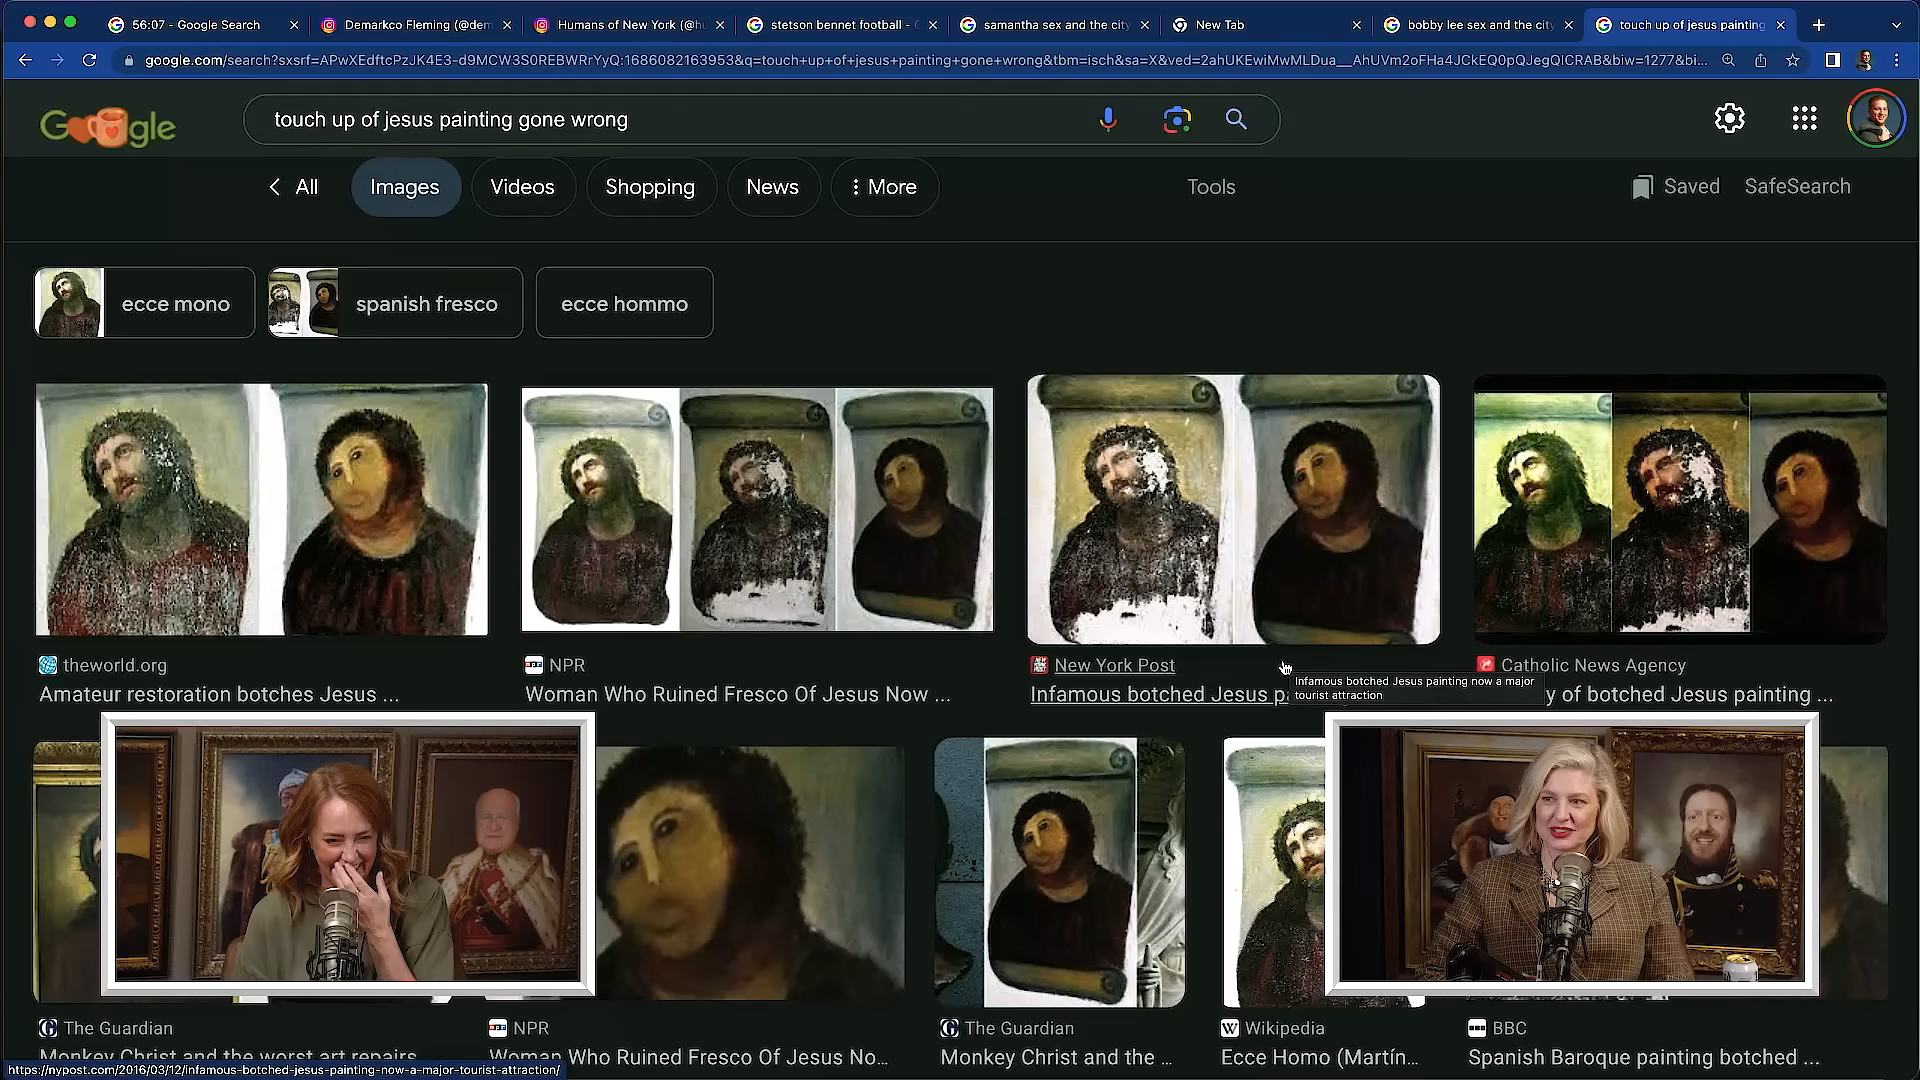 56:07 - Google Search
Demarkco Fleming (@dem
Humans of New York (@h
stetson bennet football -
samantha sex and the city
New Tab
bobby lee sex and the city
touch up of jesus painting
google.com/search?sxsrf=APwXEdftcPzJK4E3-d9MCW3S0REBWRrYyQ:1686082163953&q=touch+up+of+jesus+painting+gone+wrong&tbm=isch&sa=X&ved=2ahUKEwiMwMLDua__AhUVm2oFHa4JCkEQ0pQJegQICRAB&biw=1277&bi...
Google
touch up of jesus painting gone wrong
All
Images
Videos
Shopping
News
More
Tools
Saved
SafeSearch
ecce mono
spanish fresco
ecce hommo
theworld.org
Amateur restoration botches Jesus ...
NPR
Woman Who Ruined Fresco Of Jesus Now ...
New York Post
Infamous botched Jesus
Infamous botched Jesus painting now a major
tourist attraction
Catholic News Agency
of botched Jesus painting ...
The Guardian
Monkey Christ and the worst art repairs
NPR
Woman Who Ruined Fresco Of Jesus No...
The Guardian
Monkey Christ and the ...
Wikipedia
Ecce Homo (Martín...
BBC
Spanish Baroque painting botched ...
https://nypost.com/2016/03/12/infamous-botched-jesus-painting-now-a-major-tourist-attraction/